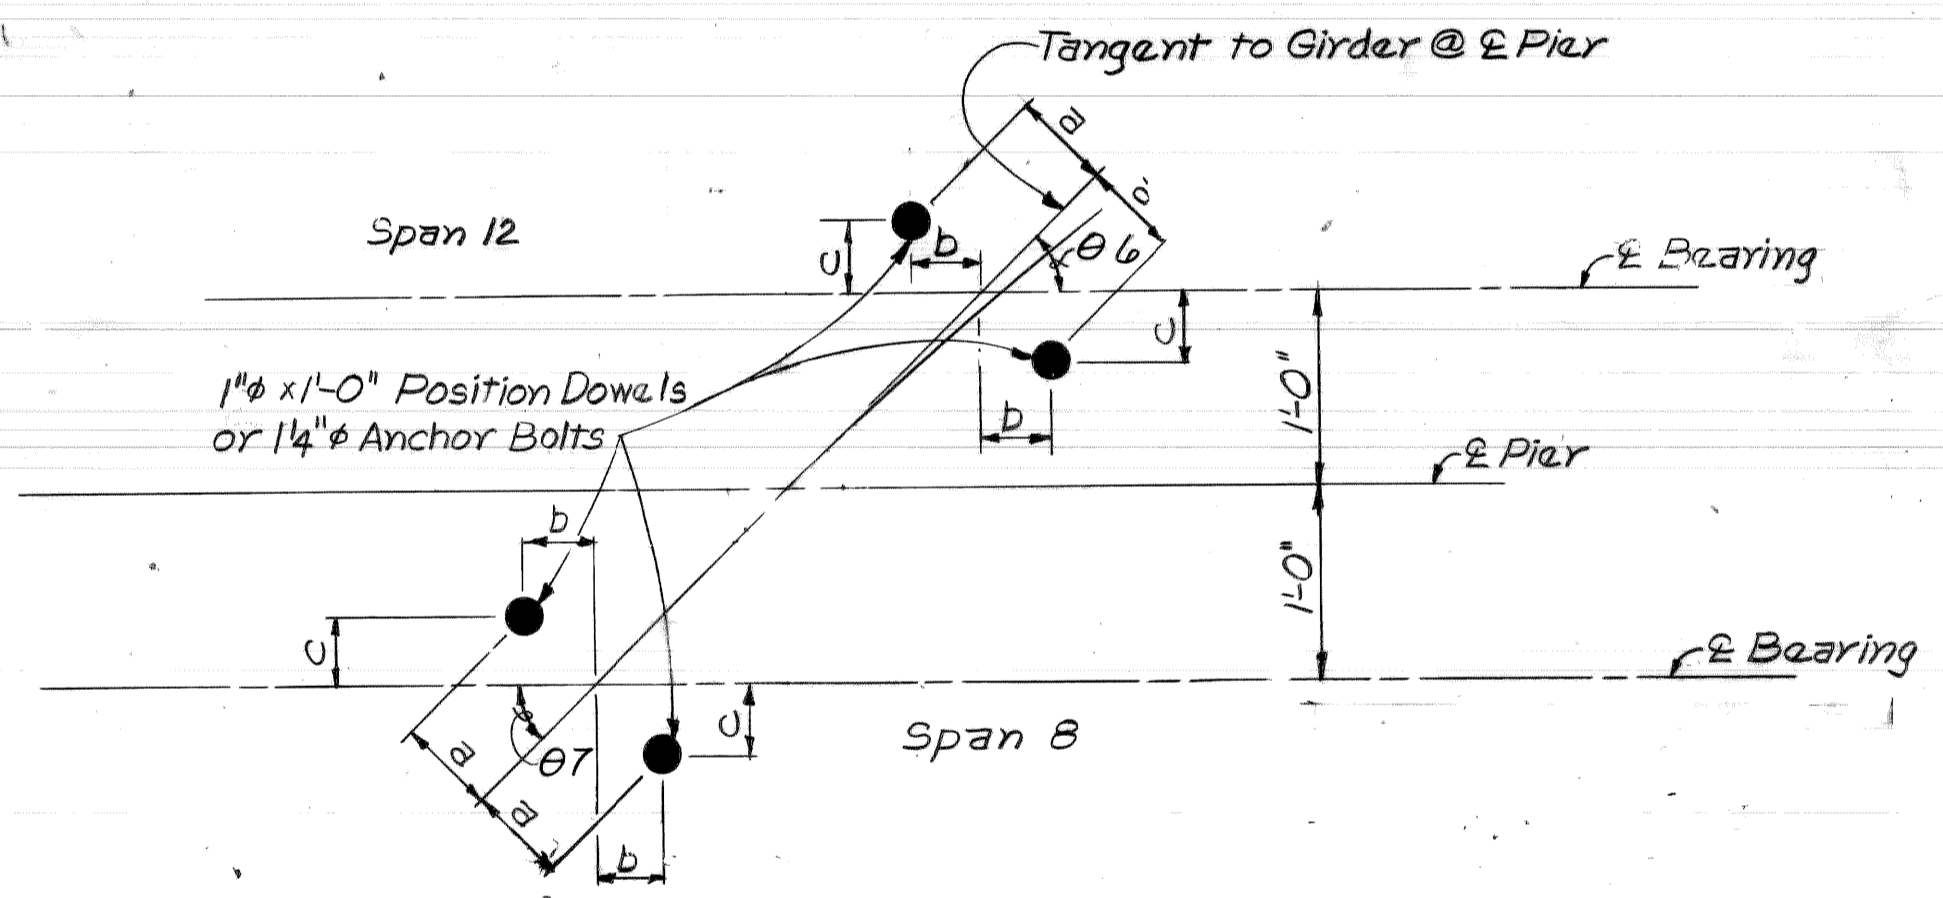 Tangent to Girder @ ℄ Pier
a
a
Span 12
c
b
θ6
℄ Bearing
c
1"ø x 1'-0" Position Dowels
or 1¼"ø Anchor Bolts
b
1'-0"
℄ Pier
b
1'-0"
c
℄ Bearing
c
Span 8
a
θ7
a
b